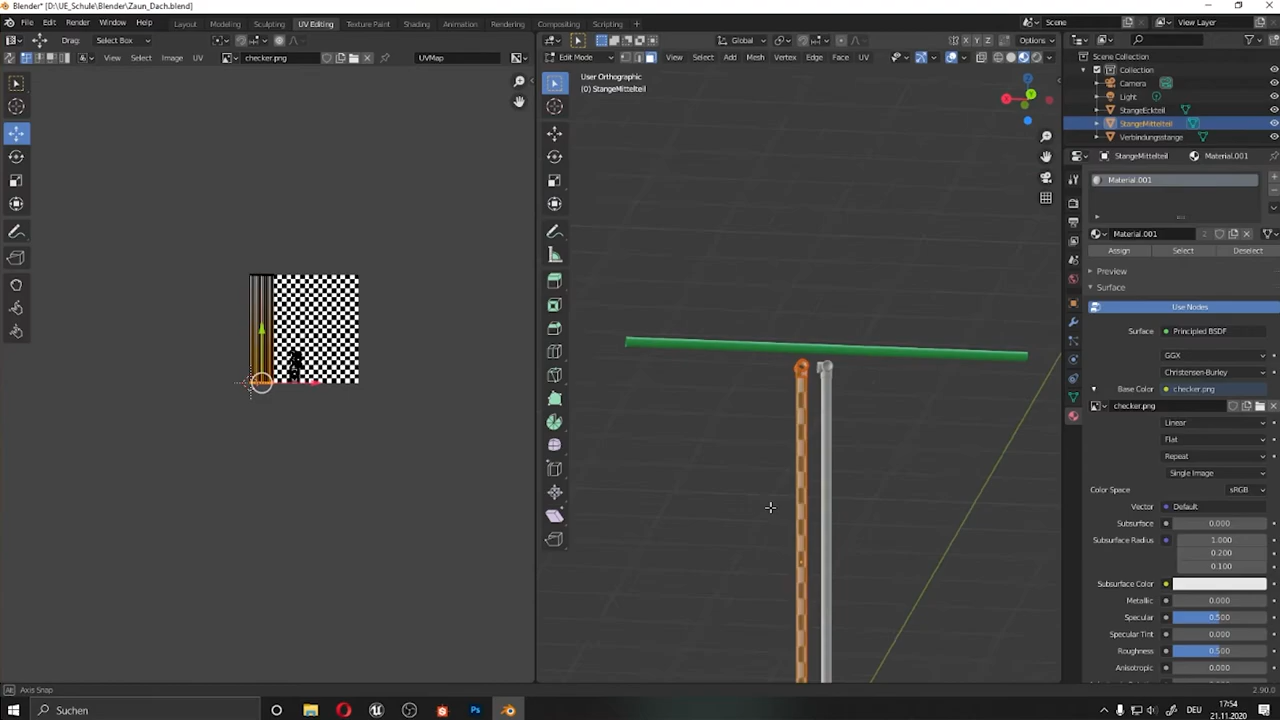 Blender* [D:\UE_Schule\Blender\Zaun_Dach.blend]
File Edit Render Window Help Layout Modeling Sculpting UV Editing Texture Paint Shading Animation Rendering Compositing Scripting + Scene View Layer
Drag: Select Box Global Options
View Select Image UV checker.png UVMap Edit Mode View Select Add Mesh Vertex Edge Face UV
Scene Collection
Collection
Camera
Light
StangeEckteil
StangeMittelteil
Verbindungsstange
User Orthographic
(0) StangeMittelteil
StangeMittelteil Material.001
Material.001
Material.001 2
Assign Select Deselect
Preview
Surface
Use Nodes
Surface: Principled BSDF
GGX
Christensen-Burley
Base Color checker.png
checker.png
Linear
Flat
Repeat
Single Image
Color Space sRGB
Vector Default
Subsurface 0.000
Subsurface Radius 1.000
0.200
0.100
Subsurface Color
Metallic 0.000
Specular 0.500
Specular Tint 0.000
Roughness 0.500
Anisotropic 0.000
Axis Snap 2.90.0
Suchen DEU 17:54
21.11.2020